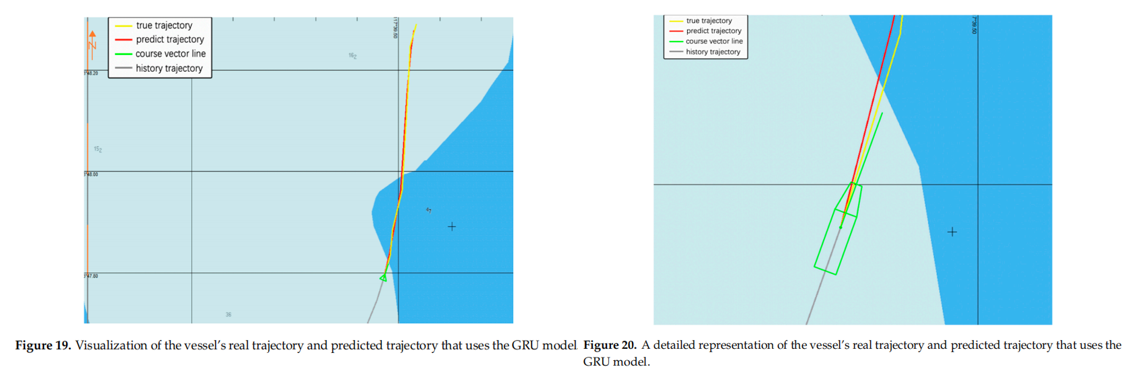 true trajectory
predict trajectory
course vector line
history trajectory
N
true trajectory
predict trajectory
course vector line
history trajectory
Figure 19. Visualization of the vessel's real trajectory and predicted trajectory that uses the GRU model
Figure 20. A detailed representation of the vessel's real trajectory and predicted trajectory that uses the
GRU model.